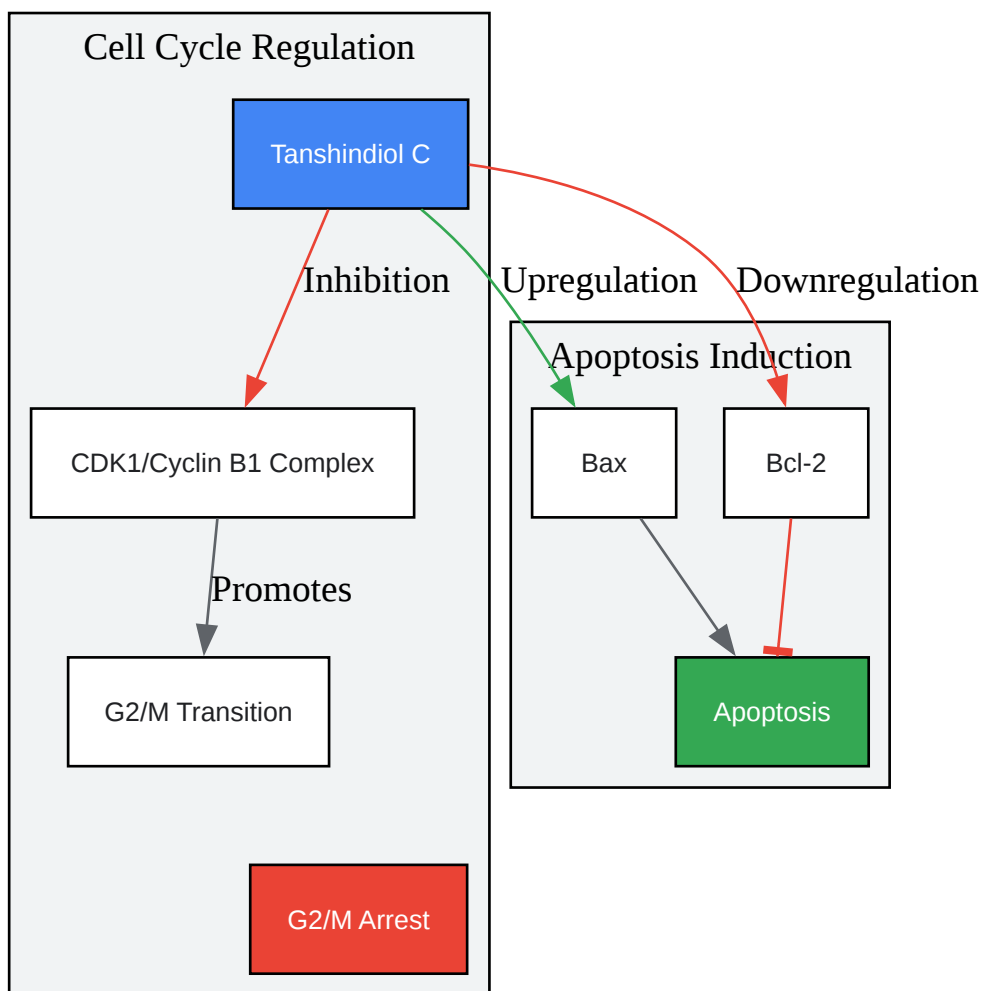 Cell Cycle Regulation
Tanshindiol C
Inhibition
Upregulation
Downregulation
Apoptosis Induction
CDK1/Cyclin B1 Complex
Bax
Bcl-2
Promotes
G2/M Transition
Apoptosis
G2/M Arrest